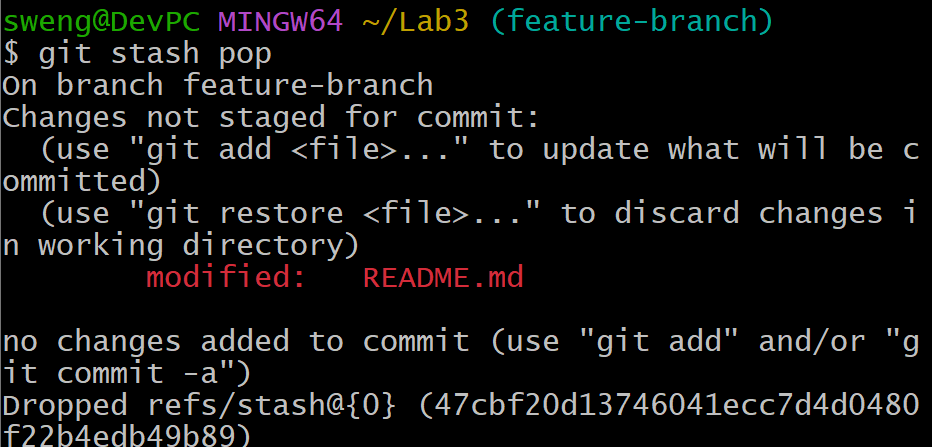 sweng@DevPC MINGW64 ~/Lab3 (feature-branch)
$ git stash pop
On branch feature-branch
Changes not staged for commit:
  (use "git add <file>..." to update what will be c
ommitted)
  (use "git restore <file>..." to discard changes i
n working directory)
        modified:   README.md

no changes added to commit (use "git add" and/or "g
it commit -a")
Dropped refs/stash@{0} (47cbf20d13746041ecc7d4d0480
f22b4edb49b89)